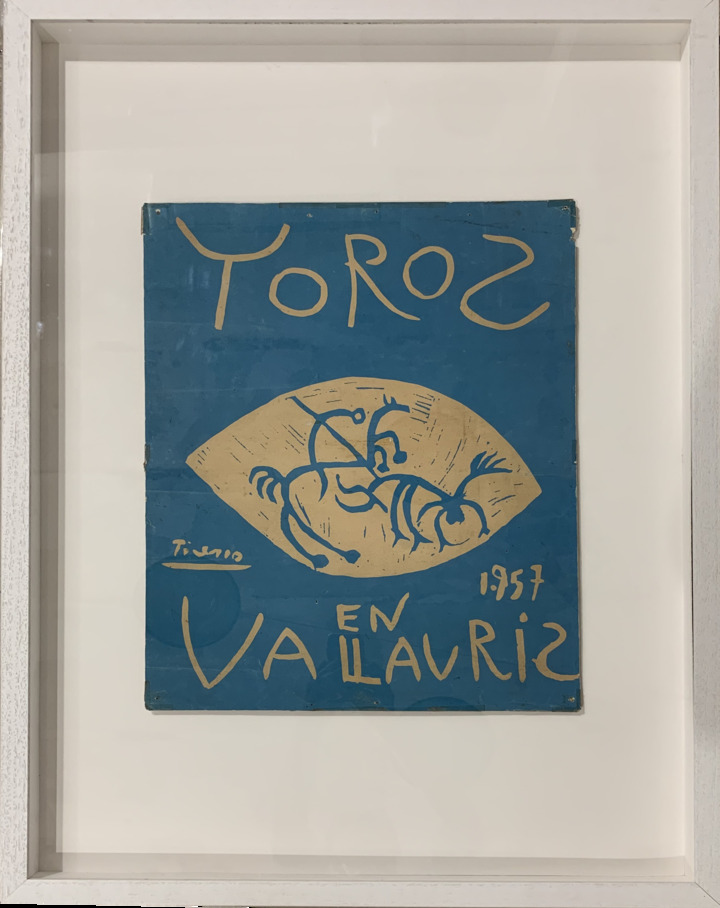 TOROS
Picasso
1957
EN
VALLAURIS